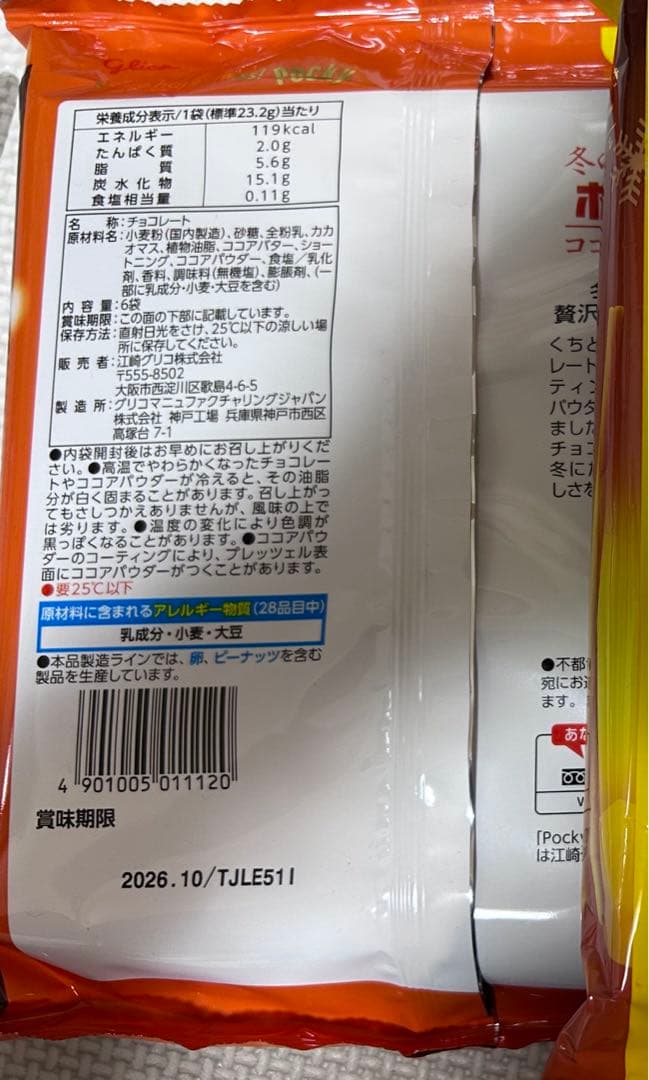 Glico
Pocky
栄養成分表示/1袋(標準23.2g)当たり
エネルギー 119kcal
たんぱく質 2.0g
脂質 5.6g
炭水化物 15.1g
食塩相当量 0.11g
名称:チョコレート
原材料名:小麦粉(国内製造)、砂糖、全粉乳、カカ
オマス、植物油脂、ココアバター、ショー
トニング、ココアパウダー、食塩/乳化
剤、香料、調味料(無機塩)、膨脹剤、(一
部に乳成分・小麦・大豆を含む)
内容量:6袋
賞味期限:この面の下部に記載しています。
保存方法:直射日光をさけ、25℃以下の涼しい場
所に保存してください。
販売者:江崎グリコ株式会社
〒555-8502
大阪市西淀川区歌島4-6-5
製造所:グリコマニュファクチャリングジャパン
株式会社 神戸工場 兵庫県神戸市西区
高塚台 7-1
●内袋開封後はお早めにお召し上がりくだ
さい。●高温でやわらかくなったチョコレー
トやココアパウダーが冷えると、その油脂
分が白く固まることがあります。召し上がっ
てもさしつかえありませんが、風味の上で
は劣ります。●温度の変化により色調が
黒っぽくなることがあります。●ココアパウ
ダーのコーティングにより、プレッツェル表
面にココアパウダーがつくことがあります。
●要25℃以下
原材料に含まれるアレルギー物質(28品目中)
乳成分・小麦・大豆
●本品製造ラインでは、卵、ピーナッツを含む
製品を生産しています。
4 901005 011120
賞味期限
2026.10/TJLE51I
冬の
ココ
贅沢
くちと
レート
ティン
パウダ
ました
チョコ
冬に
しさを
●不都
宛にお
ます。
あな
「Pocky
は江崎